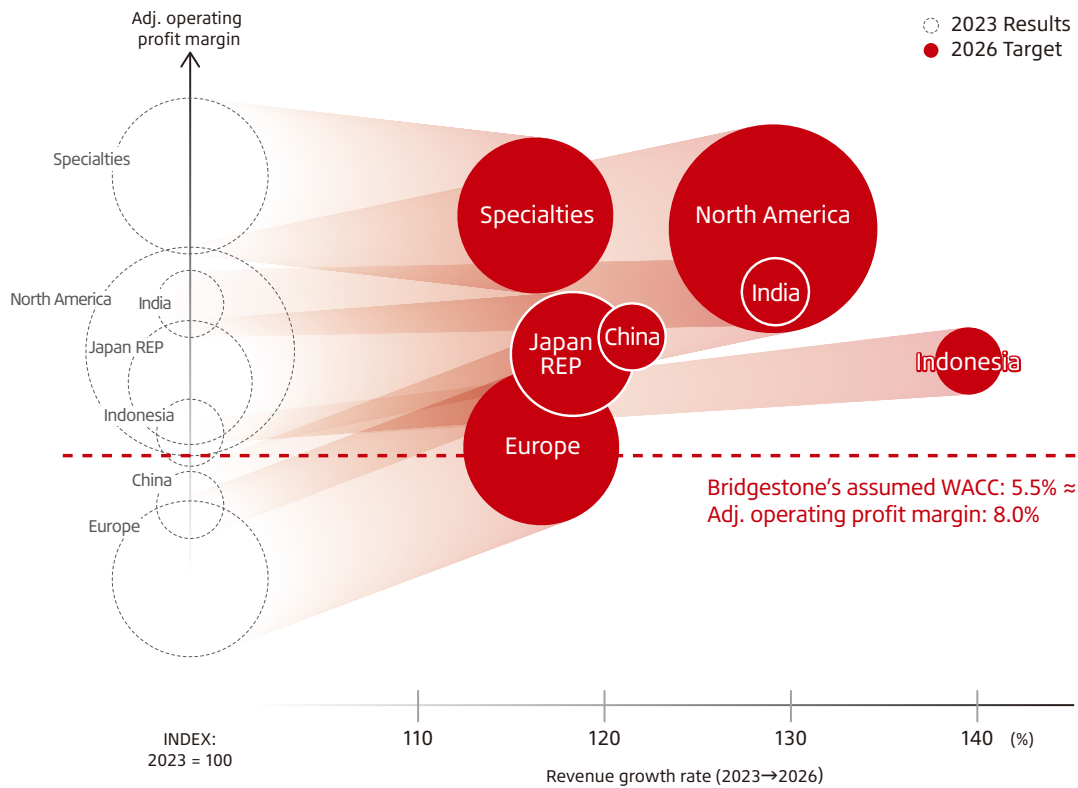 Adj. operating
profit margin
2023 Results
2026 Target
Specialties
North America
India
Japan REP
Indonesia
China
Europe
Specialties
North America
India
Japan
REP
China
Indonesia
Europe
Bridgestone’s assumed WACC: 5.5% ≈
Adj. operating profit margin: 8.0%
INDEX:
2023 = 100
110
120
130
140
(%)
Revenue growth rate (2023→2026)